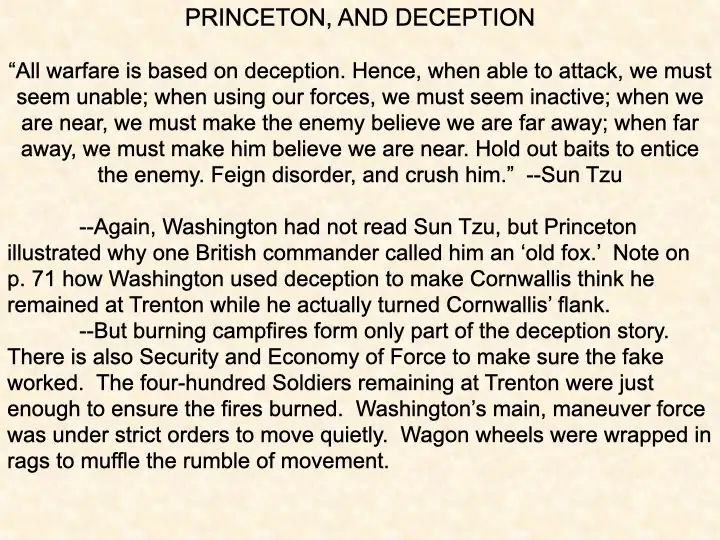 PRINCETON, AND DECEPTION
“All warfare is based on deception. Hence, when able to attack, we must
seem unable; when using our forces, we must seem inactive; when we
are near, we must make the enemy believe we are far away; when far
away, we must make him believe we are near. Hold out baits to entice
the enemy. Feign disorder, and crush him.”  --Sun Tzu
--Again, Washington had not read Sun Tzu, but Princeton
illustrated why one British commander called him an ‘old fox.’  Note on
p. 71 how Washington used deception to make Cornwallis think he
remained at Trenton while he actually turned Cornwallis’ flank.
--But burning campfires form only part of the deception story.
There is also Security and Economy of Force to make sure the fake
worked.  The four-hundred Soldiers remaining at Trenton were just
enough to ensure the fires burned.  Washington’s main, maneuver force
was under strict orders to move quietly.  Wagon wheels were wrapped in
rags to muffle the rumble of movement.